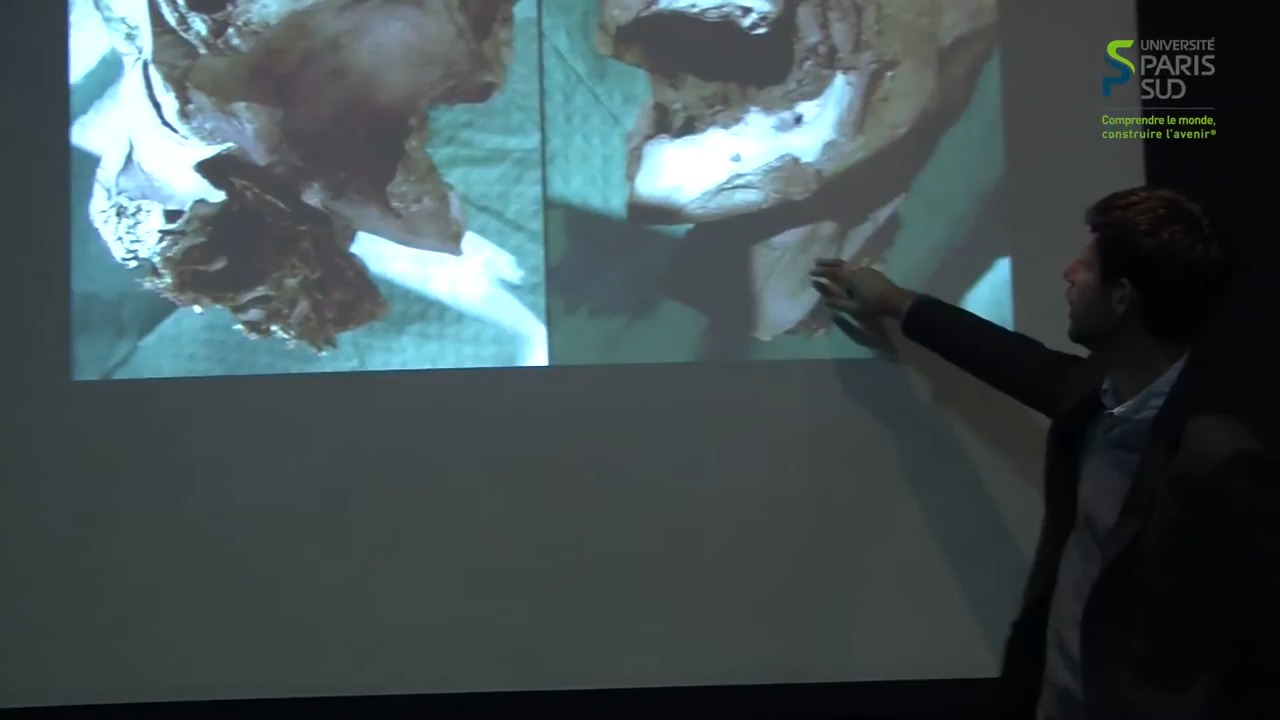 UNIVERSITÉ
PARIS
SUD
Comprendre le monde,
construire l'avenir®